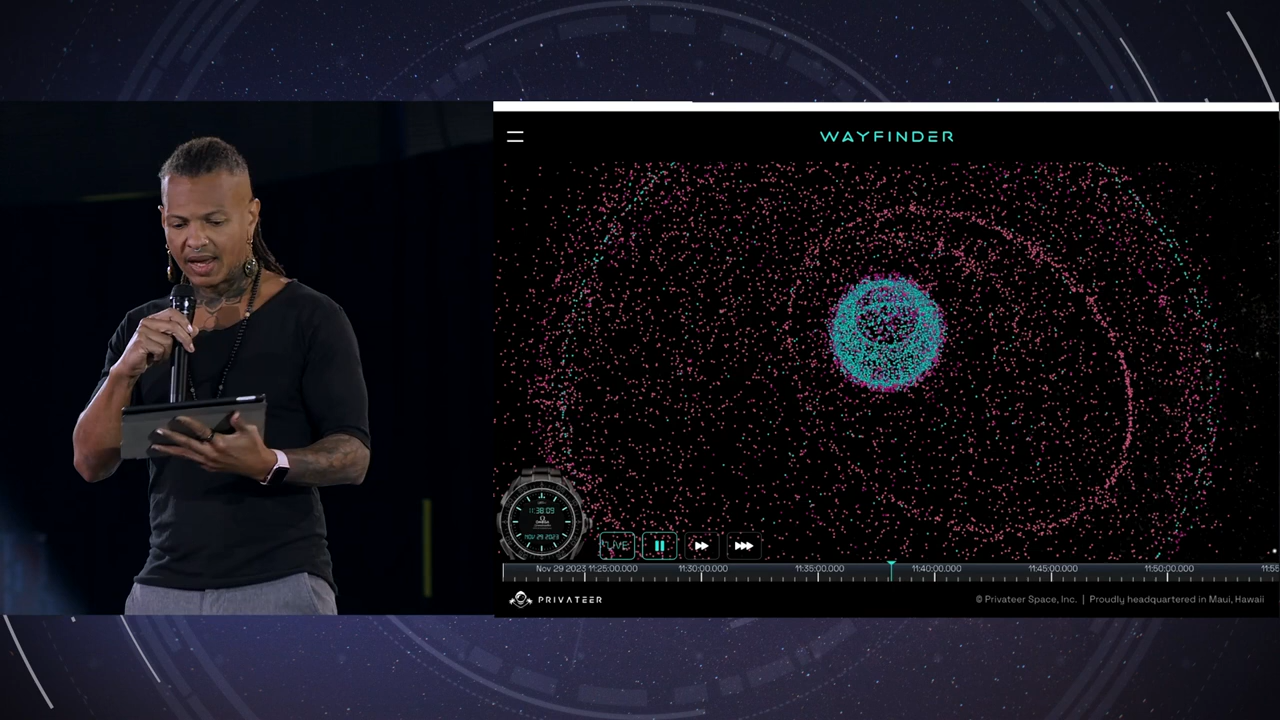 WAYFINDER
11:38:09
OMEGA
NOV 29 2023
LIVE
Nov 29 2023 11:25:00.000 11:30:00.000 11:35:00.000 11:40:00.000 11:45:00.000 11:50:00.000
PRIVATEER
© Privateer Space, Inc. | Proudly headquartered in Maui, Hawaii